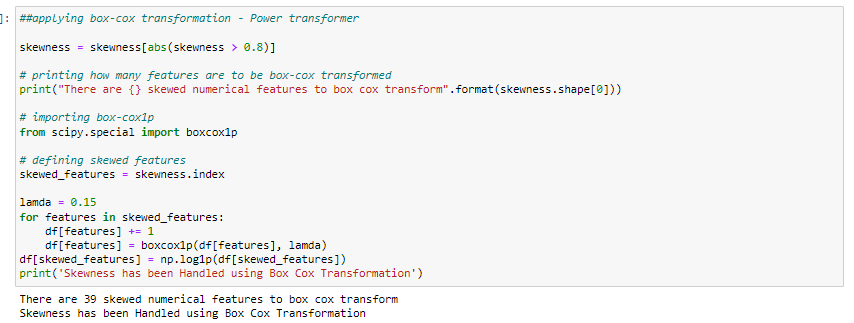 ]: ##applying box-cox transformation - Power transformer
skewness = skewness[abs(skewness > 0.8)]
# printing how many features are to be box-cox transformed
print("There are {} skewed numerical features to box cox transform".format(skewness.shape[0]))
# importing box-cox1p
from scipy.special import boxcox1p
# defining skewed features
skewed_features = skewness.index
lamda = 0.15
for features in skewed_features:
    df[features] += 1
    df[features] = boxcox1p(df[features], lamda)
df[skewed_features] = np.log1p(df[skewed_features])
print('Skewness has been Handled using Box Cox Transformation')
There are 39 skewed numerical features to box cox transform
Skewness has been Handled using Box Cox Transformation